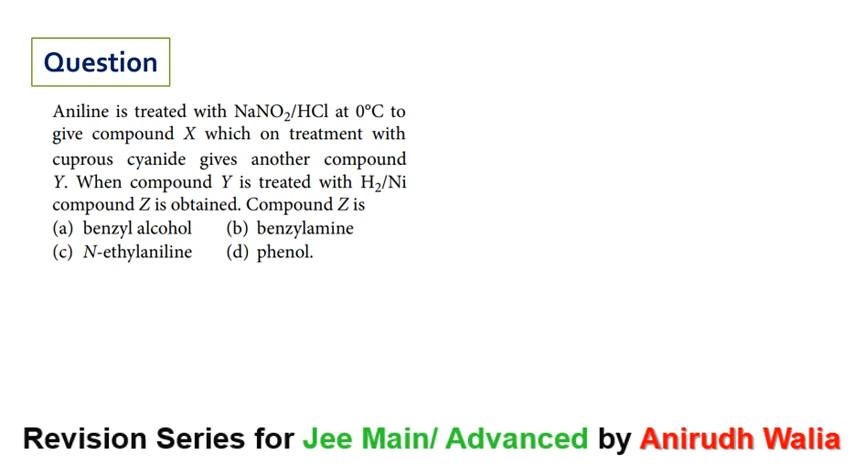 Question
Aniline is treated with NaNO₂/HCl at 0°C to
give compound X which on treatment with
cuprous cyanide gives another compound
Y. When compound Y is treated with H₂/Ni
compound Z is obtained. Compound Z is
(a) benzyl alcohol (b) benzylamine
(c) N-ethylaniline (d) phenol.
Revision Series for Jee Main/ Advanced by Anirudh Walia